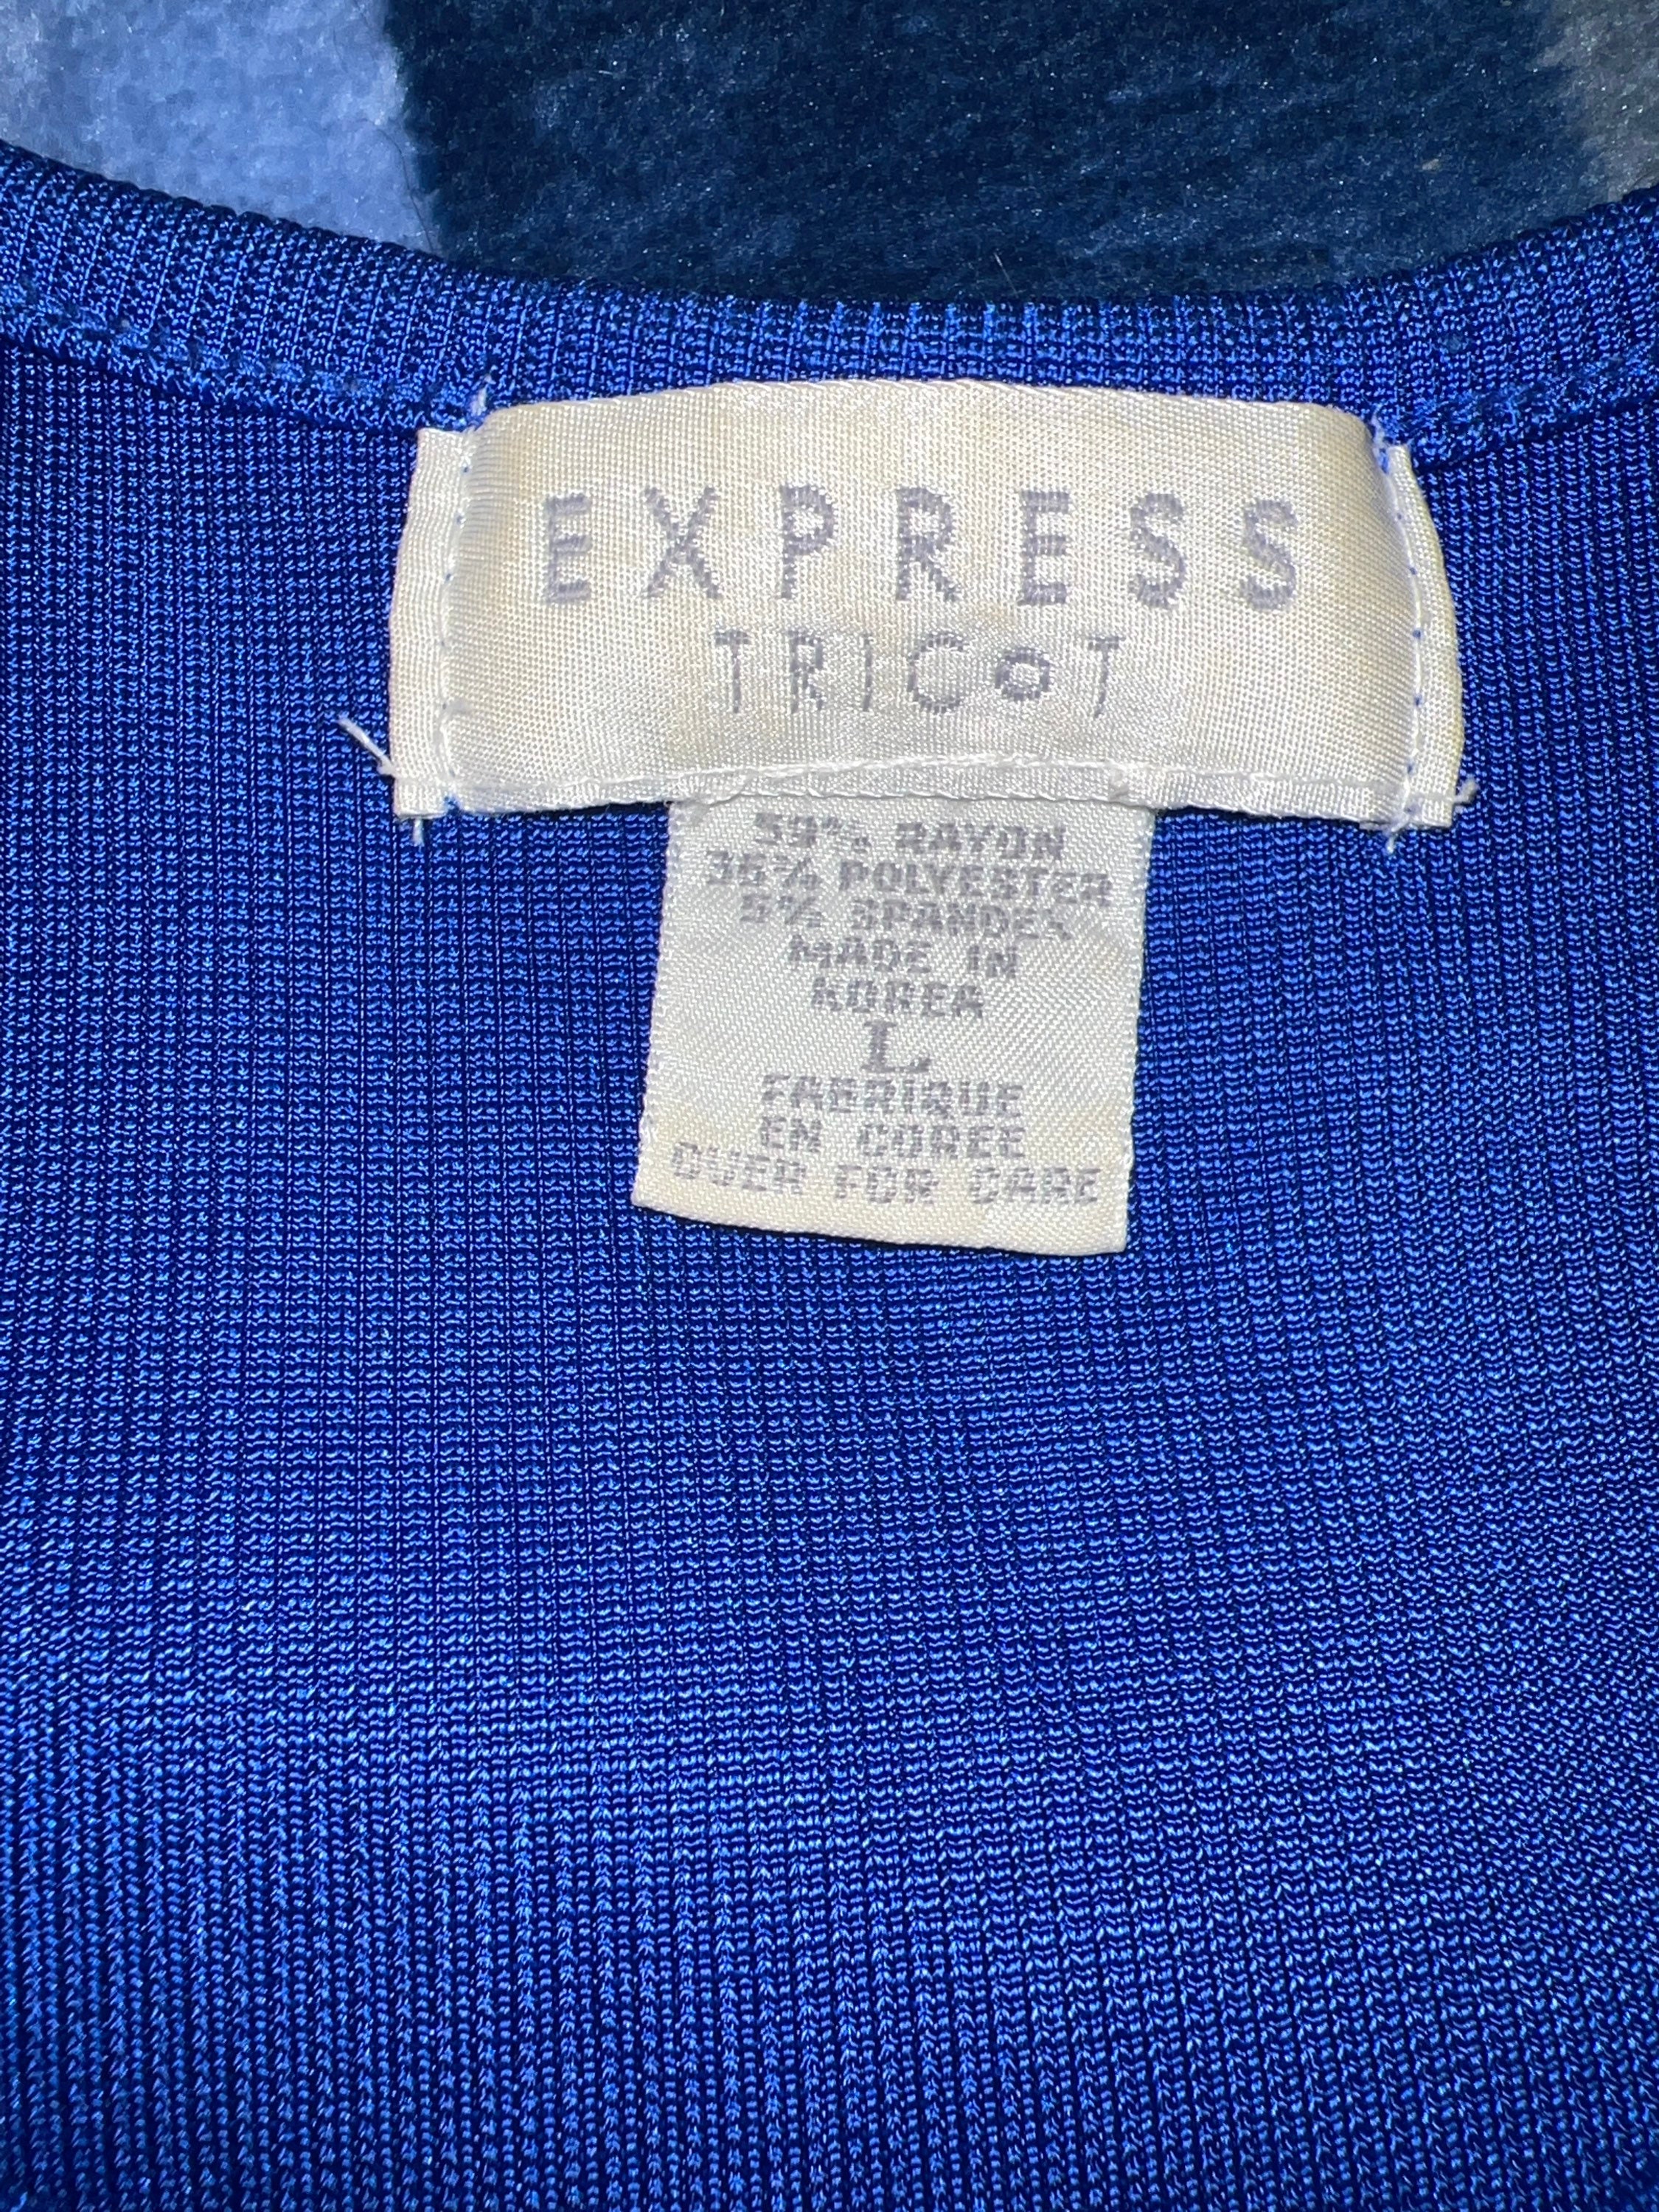 EXPRESS
TRICOT
59% RAYON
36% POLYESTER
5% SPANDEX
MADE IN
KOREA
L
FABRIQUE
EN COREE
OVER FOR CARE